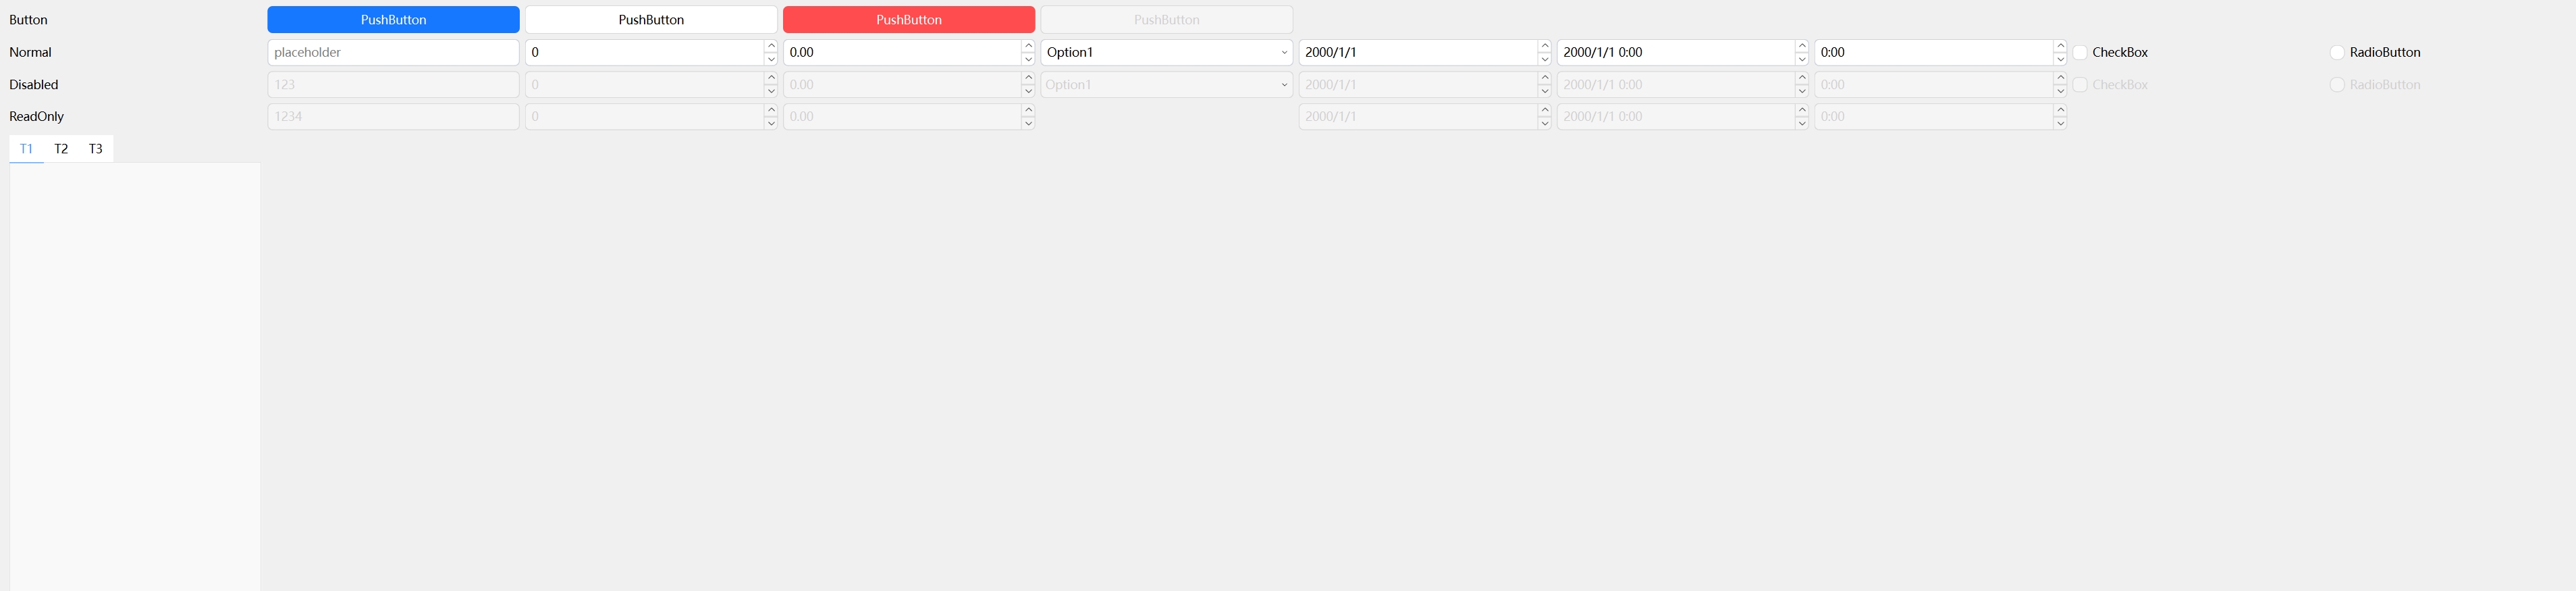 Button PushButton PushButton PushButton PushButton
Normal placeholder 0 0.00 Option1 2000/1/1 2000/1/1 0:00 0:00 CheckBox RadioButton
Disabled 123 0 0.00 Option1 2000/1/1 2000/1/1 0:00 0:00 CheckBox RadioButton
ReadOnly 1234 0 0.00 2000/1/1 2000/1/1 0:00 0:00
T1 T2 T3